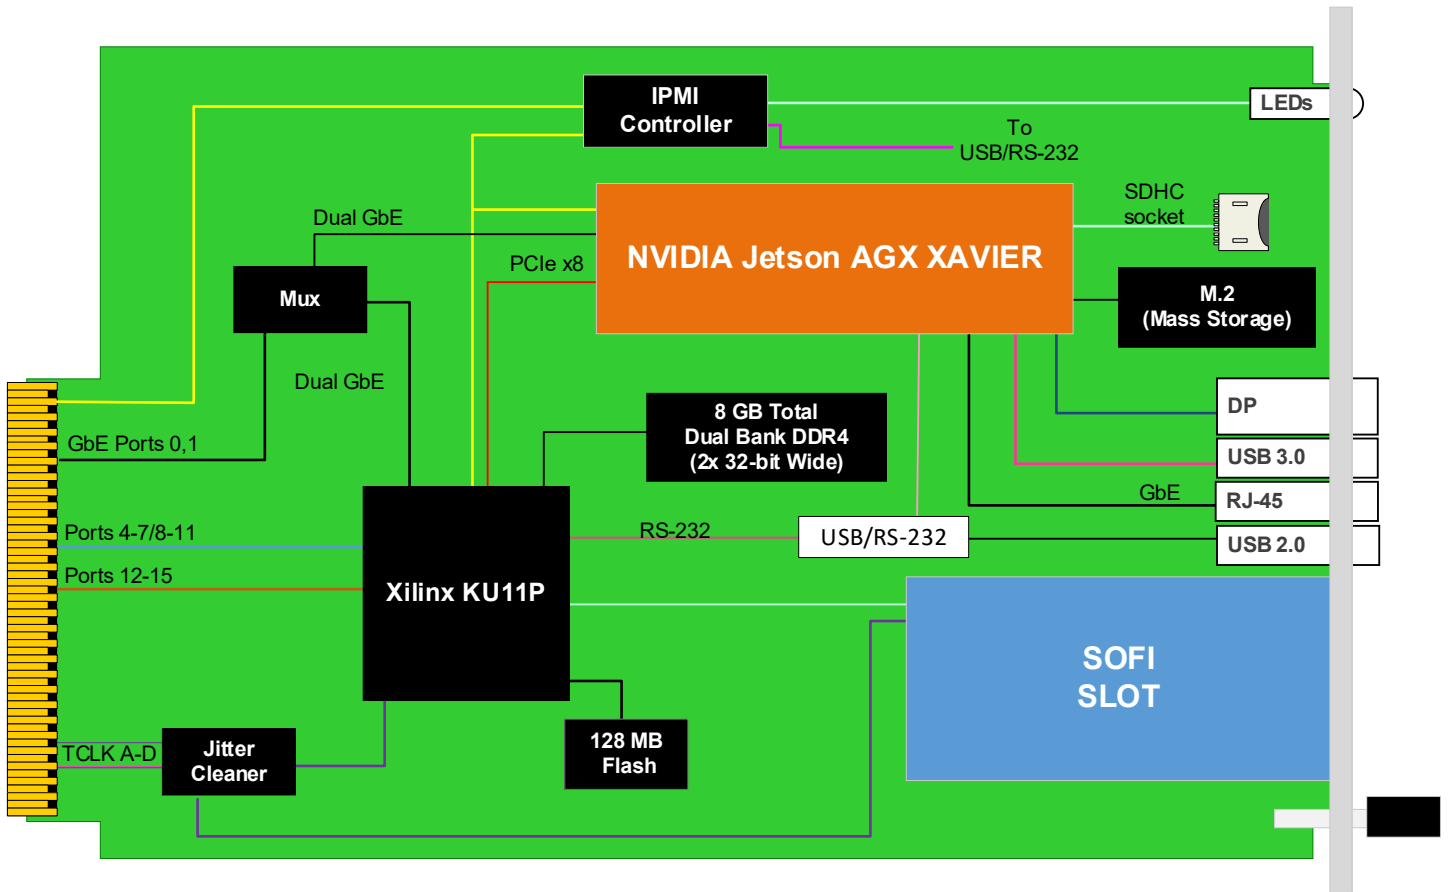 IPMI
Controller
LEDs
To
USB/RS-232
SDHC
socket
Dual GbE
NVIDIA Jetson AGX XAVIER
PCIe x8
Mux
M.2
(Mass Storage)
Dual GbE
8 GB Total
Dual Bank DDR4
(2x 32-bit Wide)
DP
GbE Ports 0,1
USB 3.0
GbE
RJ-45
Ports 4-7/8-11
RS-232
USB/RS-232
USB 2.0
Ports 12-15
Xilinx KU11P
SOFI
SLOT
TCLK A-D
Jitter
Cleaner
128 MB
Flash